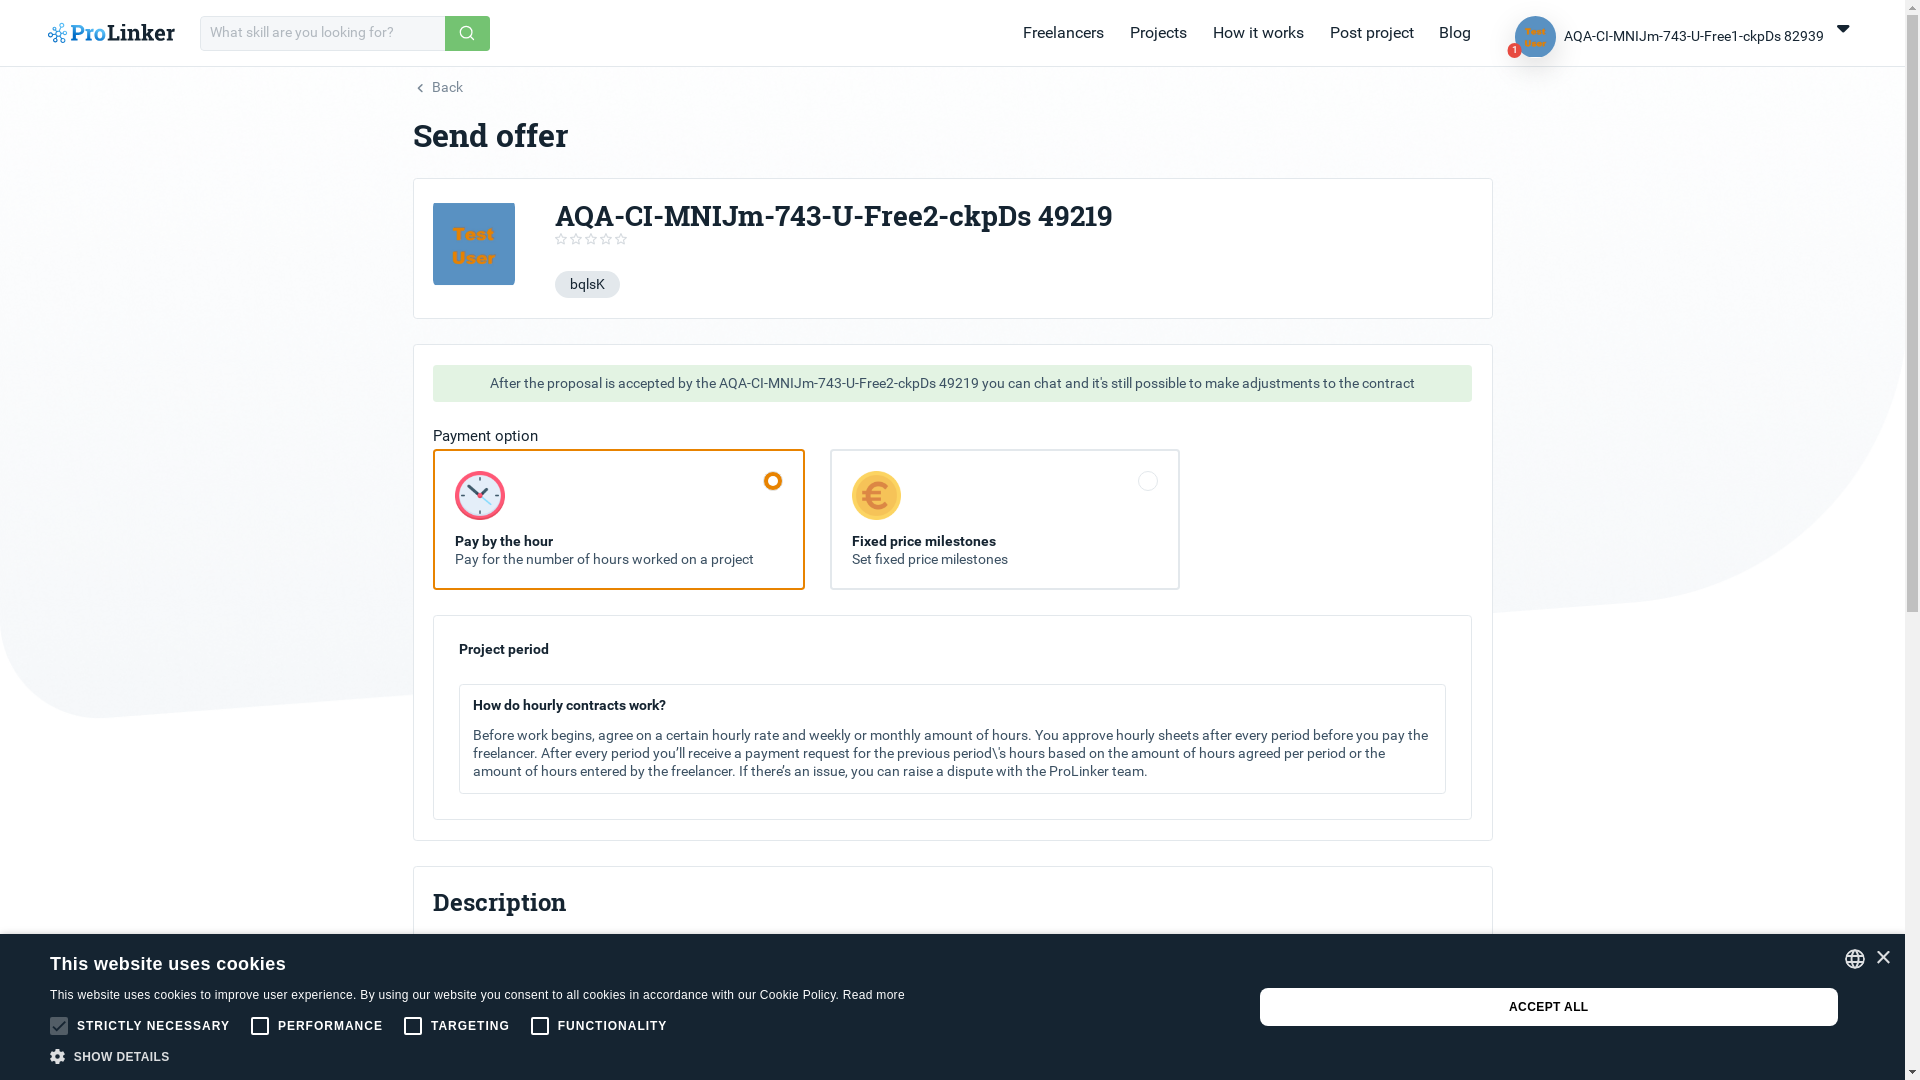 ProLinker
What skill are you looking for?
Freelancers
Projects
How it works
Post project
Blog
Test
User
1
AQA-CI-MNIJm-743-U-Free1-ckpDs 82939
Back
Send offer
Test
User
AQA-CI-MNIJm-743-U-Free2-ckpDs 49219
bqlsK
After the proposal is accepted by the AQA-CI-MNIJm-743-U-Free2-ckpDs 49219 you can chat and it's still possible to make adjustments to the contract
Payment option
Pay by the hour
Pay for the number of hours worked on a project
€
Fixed price milestones
Set fixed price milestones
Project period
How do hourly contracts work?
Before work begins, agree on a certain hourly rate and weekly or monthly amount of hours. You approve hourly sheets after every period before you pay the
freelancer. After every period you’ll receive a payment request for the previous period\'s hours based on the amount of hours agreed per period or the
amount of hours entered by the freelancer. If there’s an issue, you can raise a dispute with the ProLinker team.
Description
This website uses cookies
×
This website uses cookies to improve user experience. By using our website you consent to all cookies in accordance with our Cookie Policy. Read more
STRICTLY NECESSARY
PERFORMANCE
TARGETING
FUNCTIONALITY
SHOW DETAILS
ACCEPT ALL